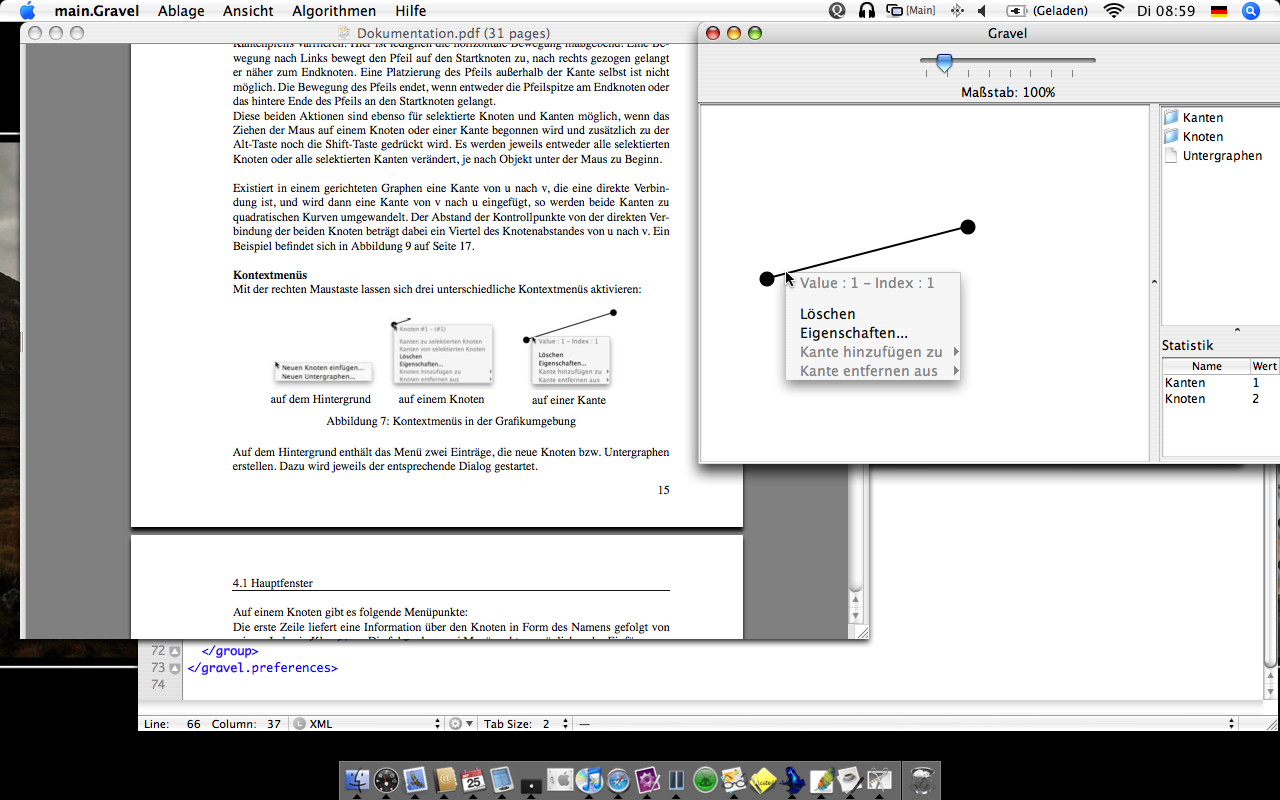 main.Gravel Ablage Ansicht Algorithmen Hilfe [Main] (Geladen) Di 08:59
Dokumentation.pdf (31 pages)
wegung nach Links bewegt den Pfeil auf den Startknoten zu, nach rechts gezogen gelangt
er näher zum Endknoten. Eine Platzierung des Pfeils außerhalb der Kante selbst ist nicht
möglich. Die Bewegung des Pfeils endet, wenn entweder die Pfeilspitze am Endknoten oder
das hintere Ende des Pfeils an den Startknoten gelangt.
Diese beiden Aktionen sind ebenso für selektierte Knoten und Kanten möglich, wenn das
Ziehen der Maus auf einem Knoten oder einer Kante begonnen wird und zusätzlich zu der
Alt-Taste noch die Shift-Taste gedrückt wird. Es werden jeweils entweder alle selektierten
Knoten oder alle selektierten Kanten verändert, je nach Objekt unter der Maus zu Beginn.
Existiert in einem gerichteten Graphen eine Kante von u nach v, die eine direkte Verbin-
dung ist, und wird dann eine Kante von v nach u eingefügt, so werden beide Kanten zu
quadratischen Kurven umgewandelt. Der Abstand der Kontrollpunkte von der direkten Ver-
bindung der beiden Knoten beträgt dabei ein Viertel des Knotenabstandes von u nach v. Ein
Beispiel befindet sich in Abbildung 9 auf Seite 17.
Kontextmenüs
Mit der rechten Maustaste lassen sich drei unterschiedliche Kontextmenüs aktivieren:
Neuen Knoten einfügen...
Neuen Untergraphen...
auf dem Hintergrund
Knoten #1 - (#1)
Kanten zu selektierten Knoten
Kanten von selektierten Knoten
Löschen
Eigenschaften...
Knoten hinzufügen zu
Knoten entfernen aus
auf einem Knoten
Value : 1 - Index : 1
Löschen
Eigenschaften...
Kante hinzufügen zu
Kante entfernen aus
auf einer Kante
Abbildung 7: Kontextmenüs in der Grafikumgebung
Auf dem Hintergrund enthält das Menü zwei Einträge, die neue Knoten bzw. Untergraphen
erstellen. Dazu wird jeweils der entsprechende Dialog gestartet.
15
4.1 Hauptfenster
Auf einem Knoten gibt es folgende Menüpunkte:
Die erste Zeile liefert eine Information über den Knoten in Form des Namens gefolgt von
Gravel
Maßstab: 100%
Value : 1 – Index : 1
Löschen
Eigenschaften...
Kante hinzufügen zu
Kante entfernen aus
Kanten
Knoten
Untergraphen
Statistik
Name Wert
Kanten 1
Knoten 2
72 </group>
73 </gravel.preferences>
74
Line: 66 Column: 37 L XML Tab Size: 2 —
25